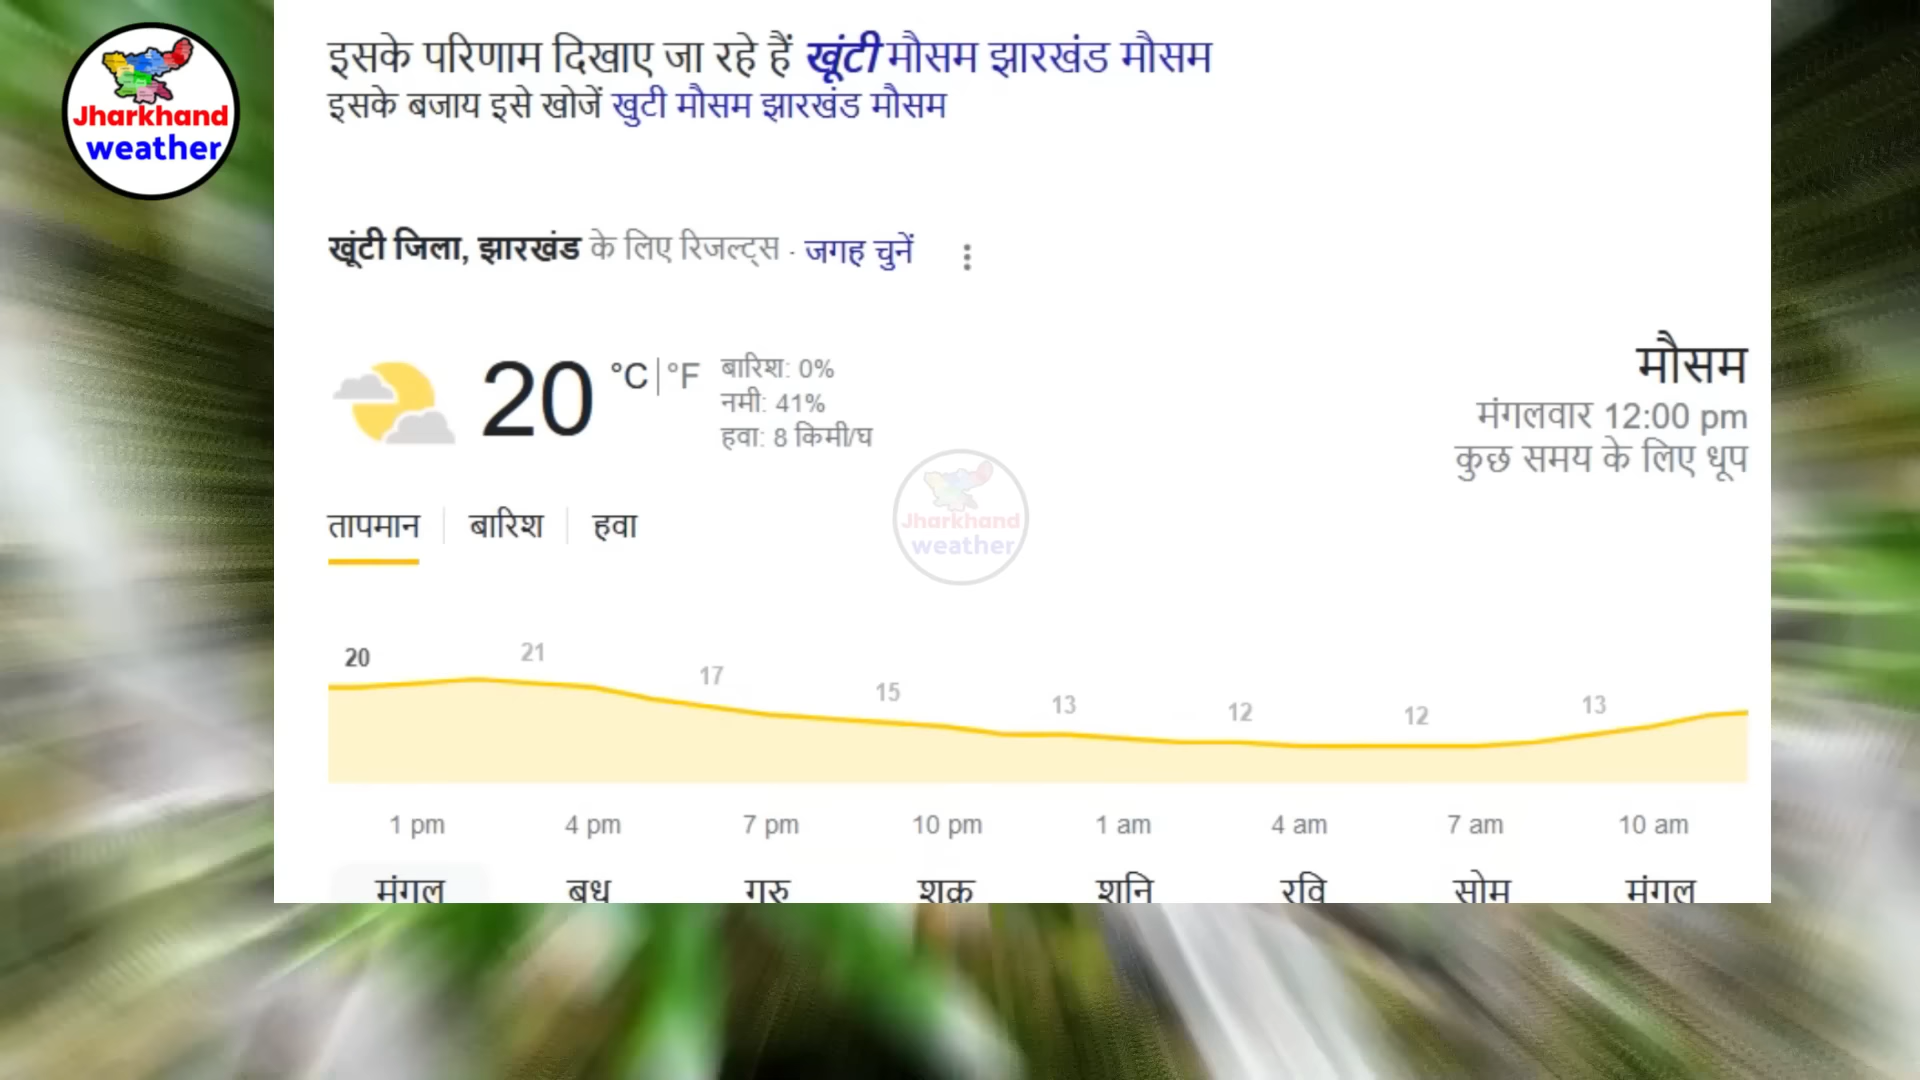 Jharkhand
weather
इसके परिणाम दिखाए जा रहे हैं खूंटी मौसम झारखंड मौसम
इसके बजाय इसे खोजें खुटी मौसम झारखंड मौसम
खूंटी जिला, झारखंड के लिए रिजल्ट्स · जगह चुनें
20 °C | °F
बारिश: 0%
नमी: 41%
हवा: 8 किमी/घ
मौसम
मंगलवार 12:00 pm
कुछ समय के लिए धूप
Jharkhand
weather
तापमान | बारिश | हवा
20 21 17 15 13 12 12 13
1 pm 4 pm 7 pm 10 pm 1 am 4 am 7 am 10 am
मंगल बुध गुरु शुक्र शनि रवि सोम मंगल